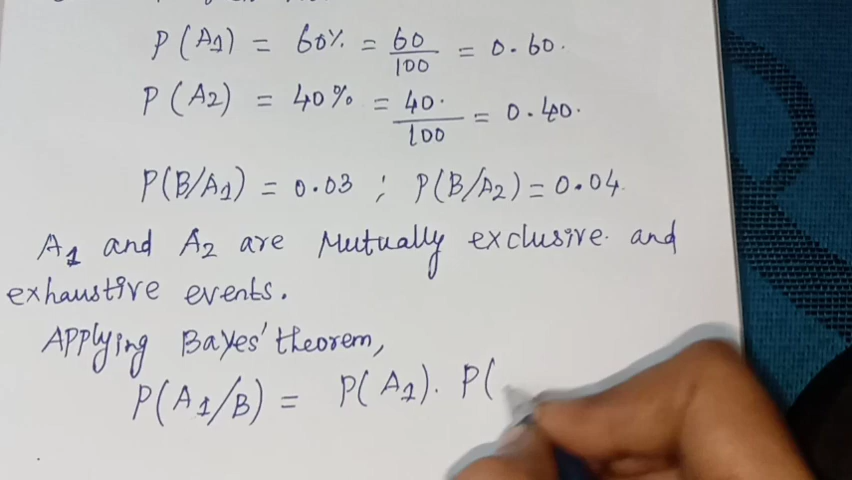 P(A1) = 60% = 60/100 = 0.60.
P(A2) = 40% = 40/100 = 0.40.
P(B/A1) = 0.03 ; P(B/A2) = 0.04.
A1 and A2 are Mutually exclusive and
exhaustive events.
Applying Bayes' theorem,
P(A1/B) = P(A1). P(